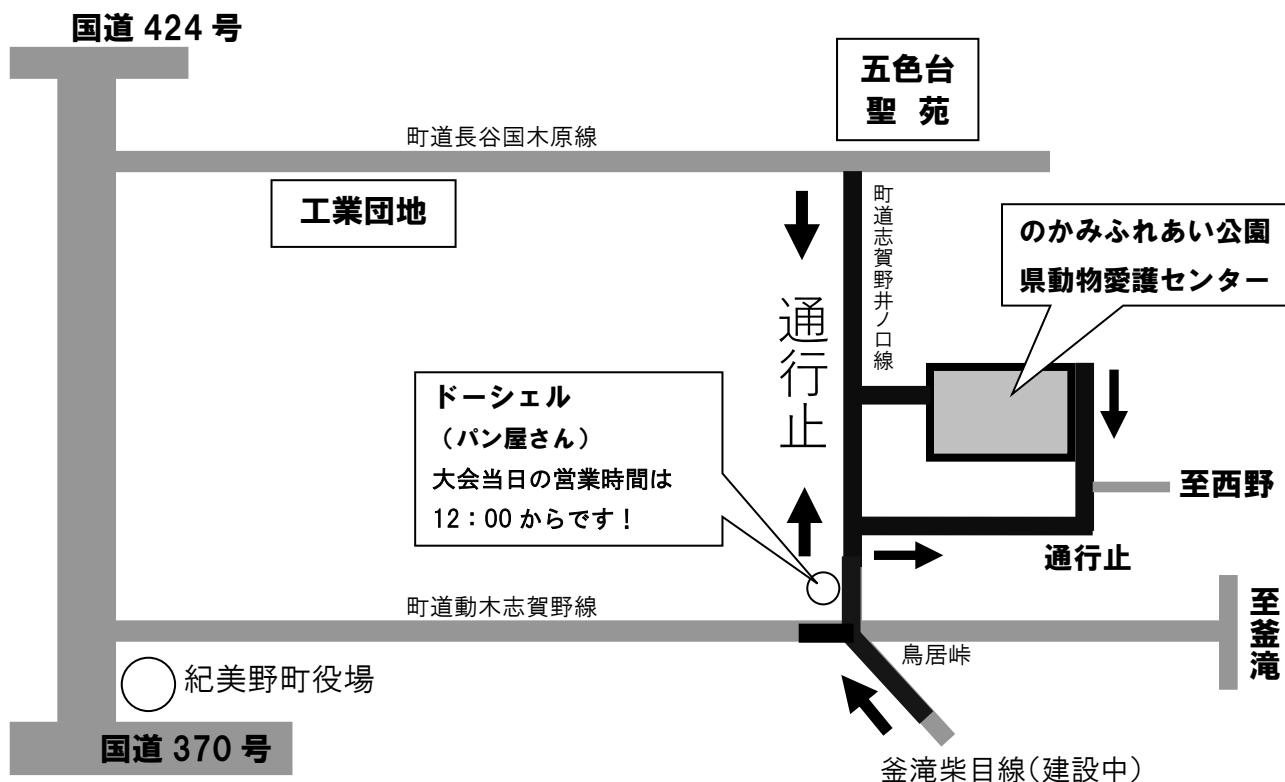 国道 424 号
五色台
聖 苑
町道長谷国木原線
工業団地
町道志賀野井ノ口線
のかみふれあい公園
県動物愛護センター
通行止
ドーシェル
（パン屋さん）
大会当日の営業時間は
12：00 からです！
至西野
通行止
町道動木志賀野線
至釜滝
鳥居峠
紀美野町役場
国道 370 号
釜滝柴目線（建設中）